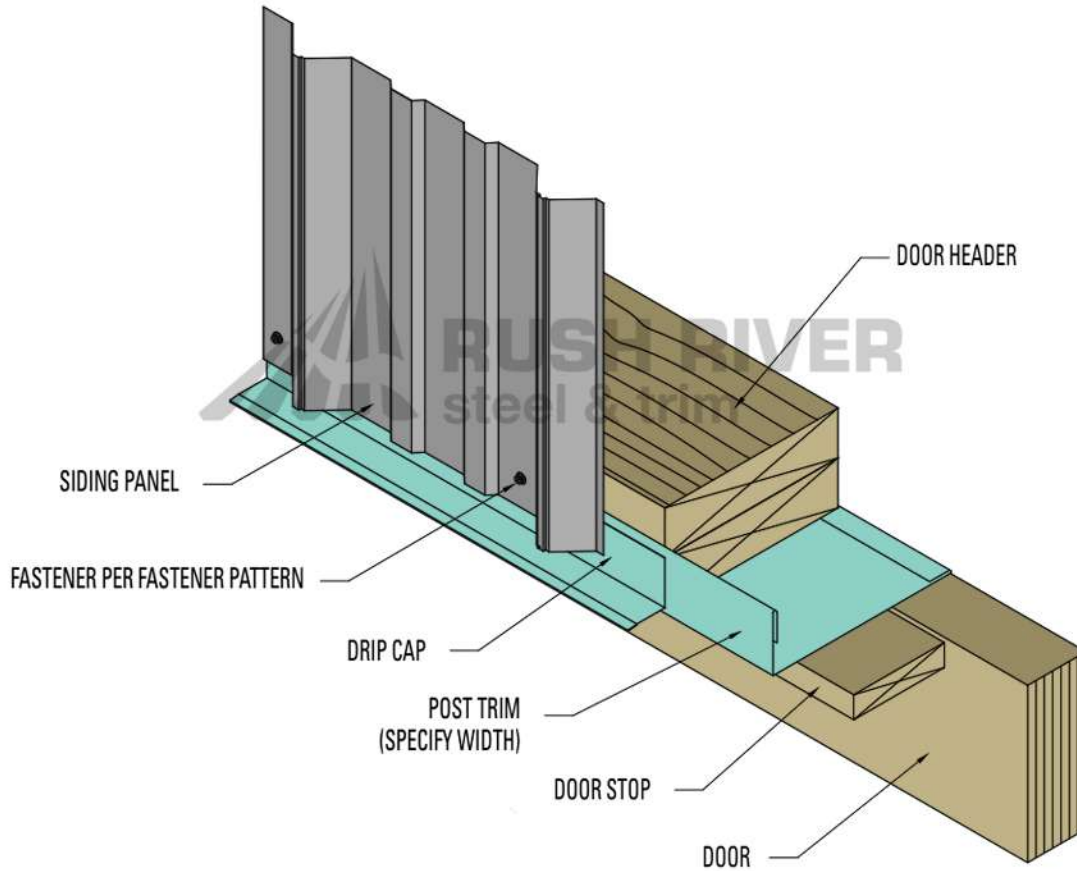 DOOR HEADER
RUSH RIVER
steel & trim
SIDING PANEL
FASTENER PER FASTENER PATTERN
DRIP CAP
POST TRIM
(SPECIFY WIDTH)
DOOR STOP
DOOR